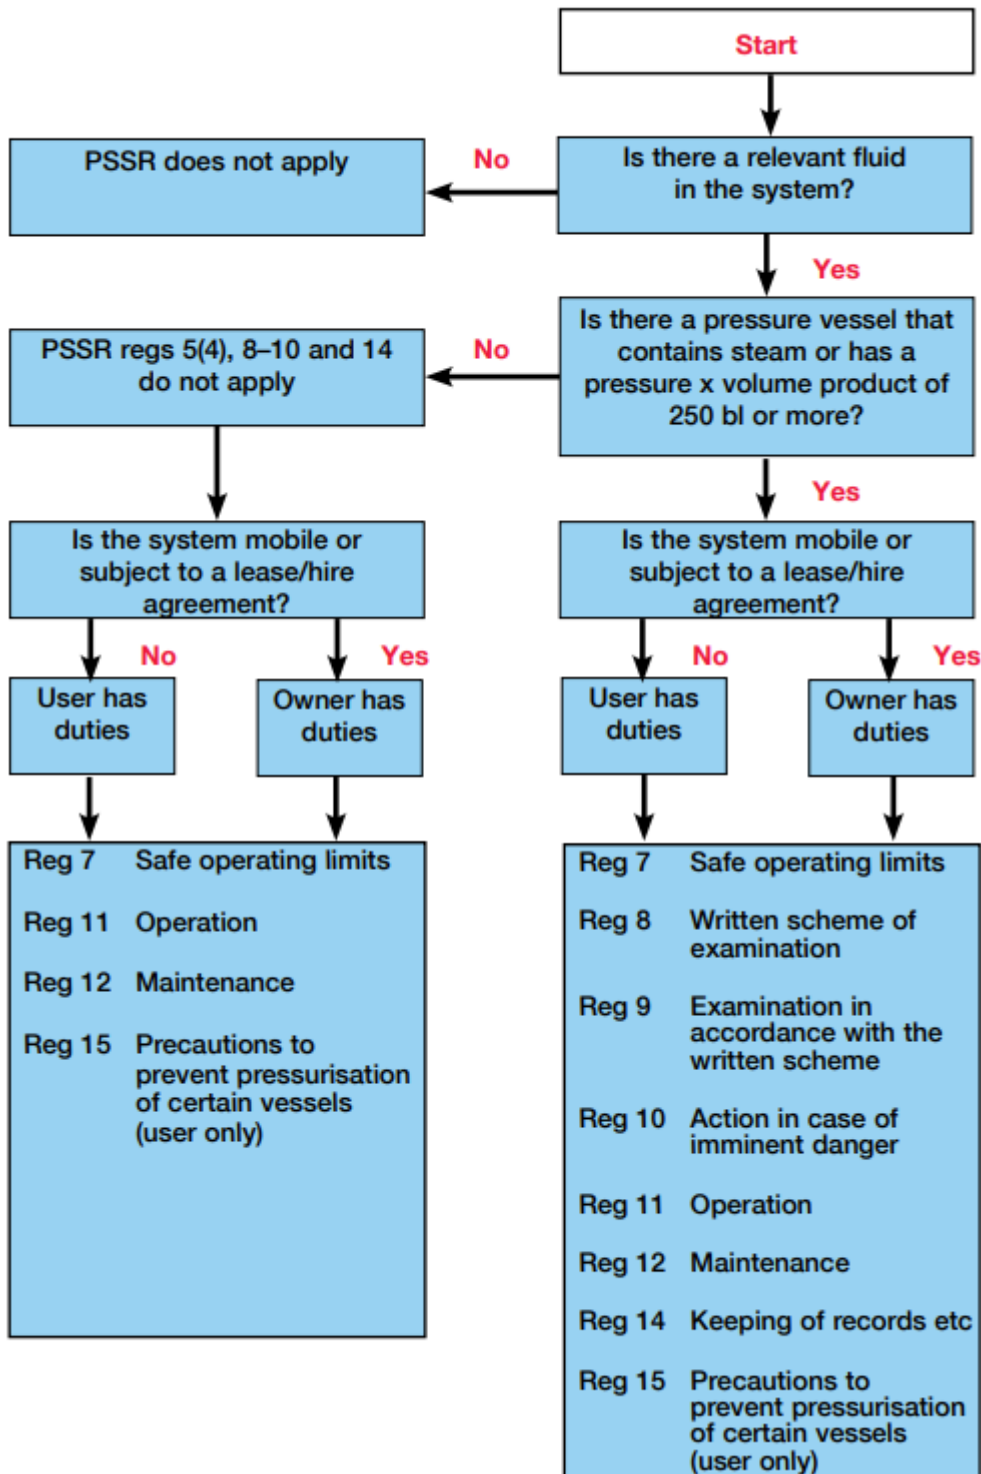 Start
Is there a relevant fluid
in the system?
No
PSSR does not apply
Yes
Is there a pressure vessel that
contains steam or has a
pressure x volume product of
250 bl or more?
No
PSSR regs 5(4), 8–10 and 14
do not apply
Yes
Is the system mobile or
subject to a lease/hire
agreement?
No
Yes
User has
duties
Owner has
duties
Reg 7 Safe operating limits
Reg 11 Operation
Reg 12 Maintenance
Reg 15 Precautions to
prevent pressurisation
of certain vessels
(user only)
Is the system mobile or
subject to a lease/hire
agreement?
No
Yes
User has
duties
Owner has
duties
Reg 7 Safe operating limits
Reg 8 Written scheme of
examination
Reg 9 Examination in
accordance with the
written scheme
Reg 10 Action in case of
imminent danger
Reg 11 Operation
Reg 12 Maintenance
Reg 14 Keeping of records etc
Reg 15 Precautions to
prevent pressurisation
of certain vessels
(user only)